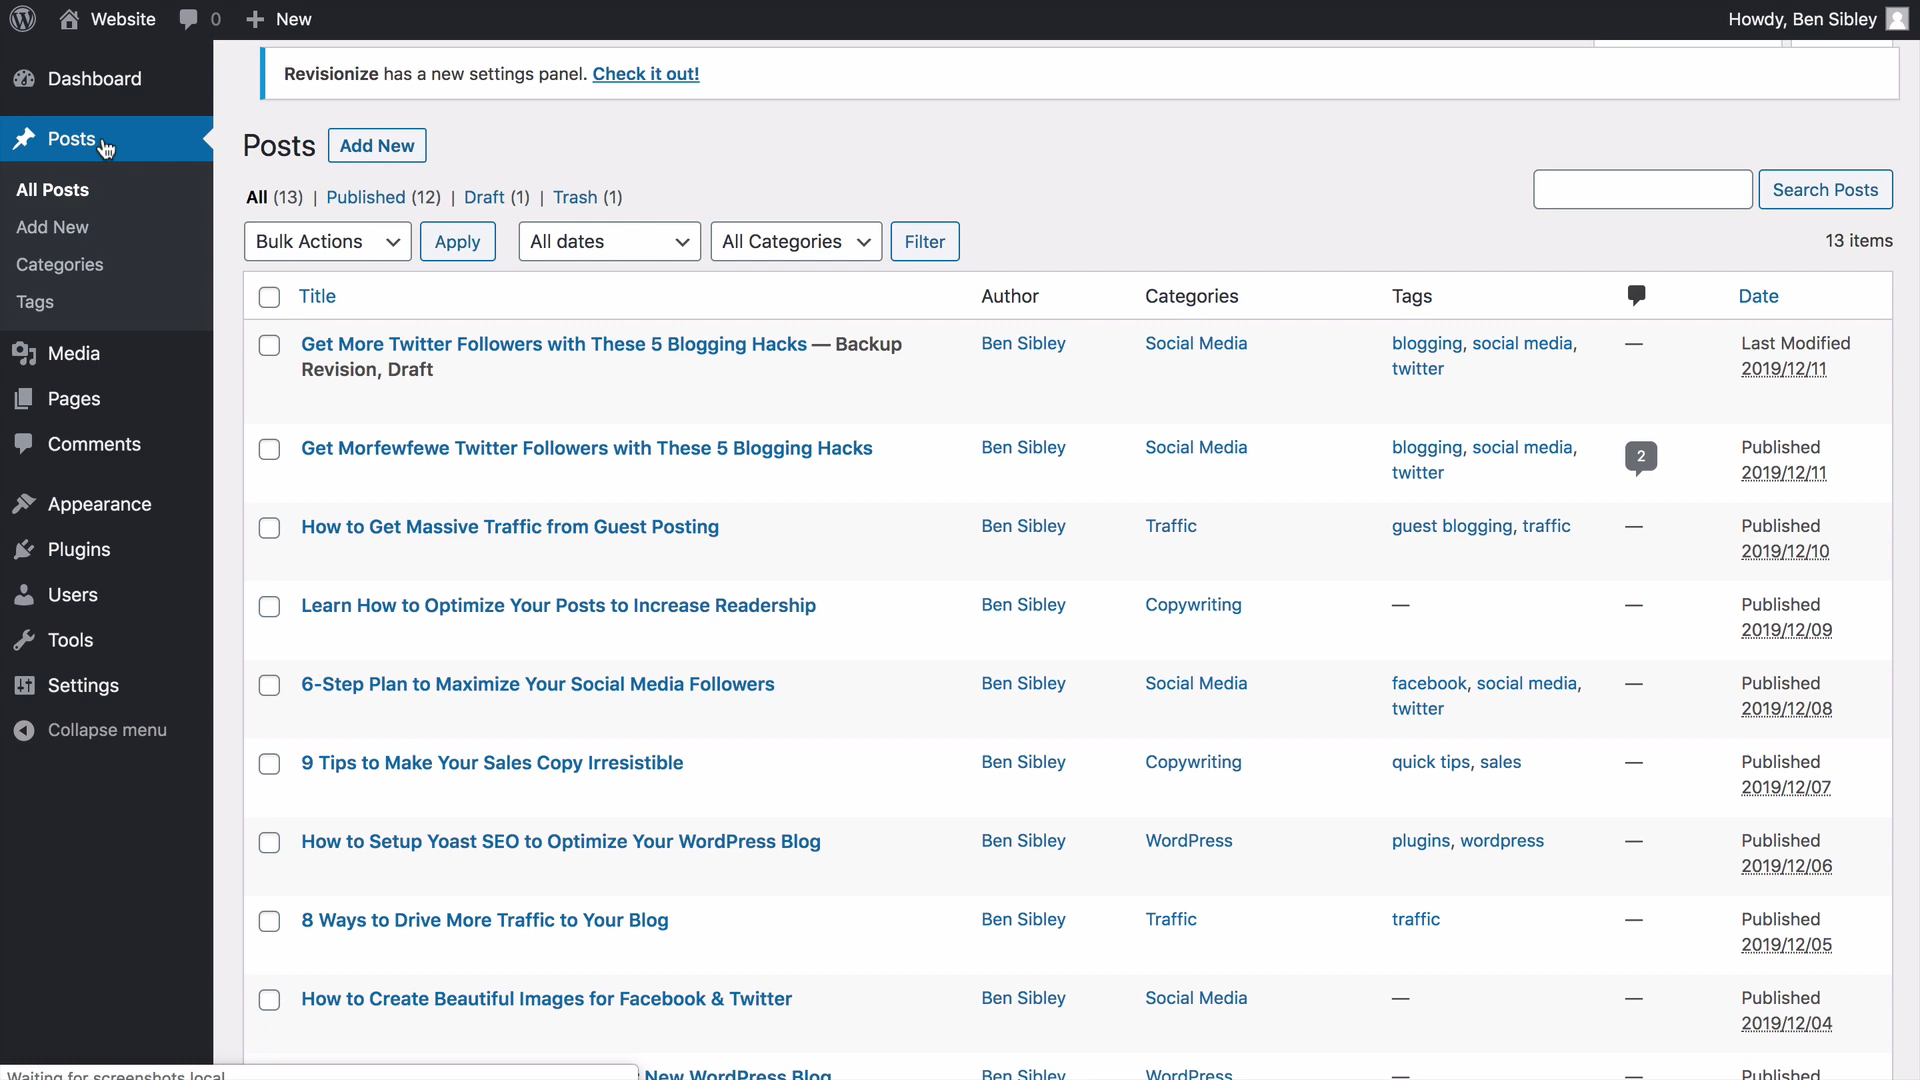 Website 0 New Howdy, Ben Sibley
Dashboard
Posts
All Posts
Add New
Categories
Tags
Media
Pages
Comments
Appearance
Plugins
Users
Tools
Settings
Collapse menu
Revisionize has a new settings panel. Check it out!
Posts Add New
All (13) | Published (12) | Draft (1) | Trash (1)
Search Posts
Bulk Actions Apply All dates All Categories Filter 13 items
Title Author Categories Tags Date
Get More Twitter Followers with These 5 Blogging Hacks — Backup Ben Sibley Social Media blogging, social media, — Last Modified
Revision, Draft twitter 2019/12/11
Get Morfewfewe Twitter Followers with These 5 Blogging Hacks Ben Sibley Social Media blogging, social media, 2 Published
twitter 2019/12/11
How to Get Massive Traffic from Guest Posting Ben Sibley Traffic guest blogging, traffic — Published
2019/12/10
Learn How to Optimize Your Posts to Increase Readership Ben Sibley Copywriting — — Published
2019/12/09
6-Step Plan to Maximize Your Social Media Followers Ben Sibley Social Media facebook, social media, — Published
twitter 2019/12/08
9 Tips to Make Your Sales Copy Irresistible Ben Sibley Copywriting quick tips, sales — Published
2019/12/07
How to Setup Yoast SEO to Optimize Your WordPress Blog Ben Sibley WordPress plugins, wordpress — Published
2019/12/06
8 Ways to Drive More Traffic to Your Blog Ben Sibley Traffic traffic — Published
2019/12/05
How to Create Beautiful Images for Facebook & Twitter Ben Sibley Social Media — — Published
2019/12/04
New WordPress Blog Ben Sibley WordPress — — Published
Waiting for screenshots.local